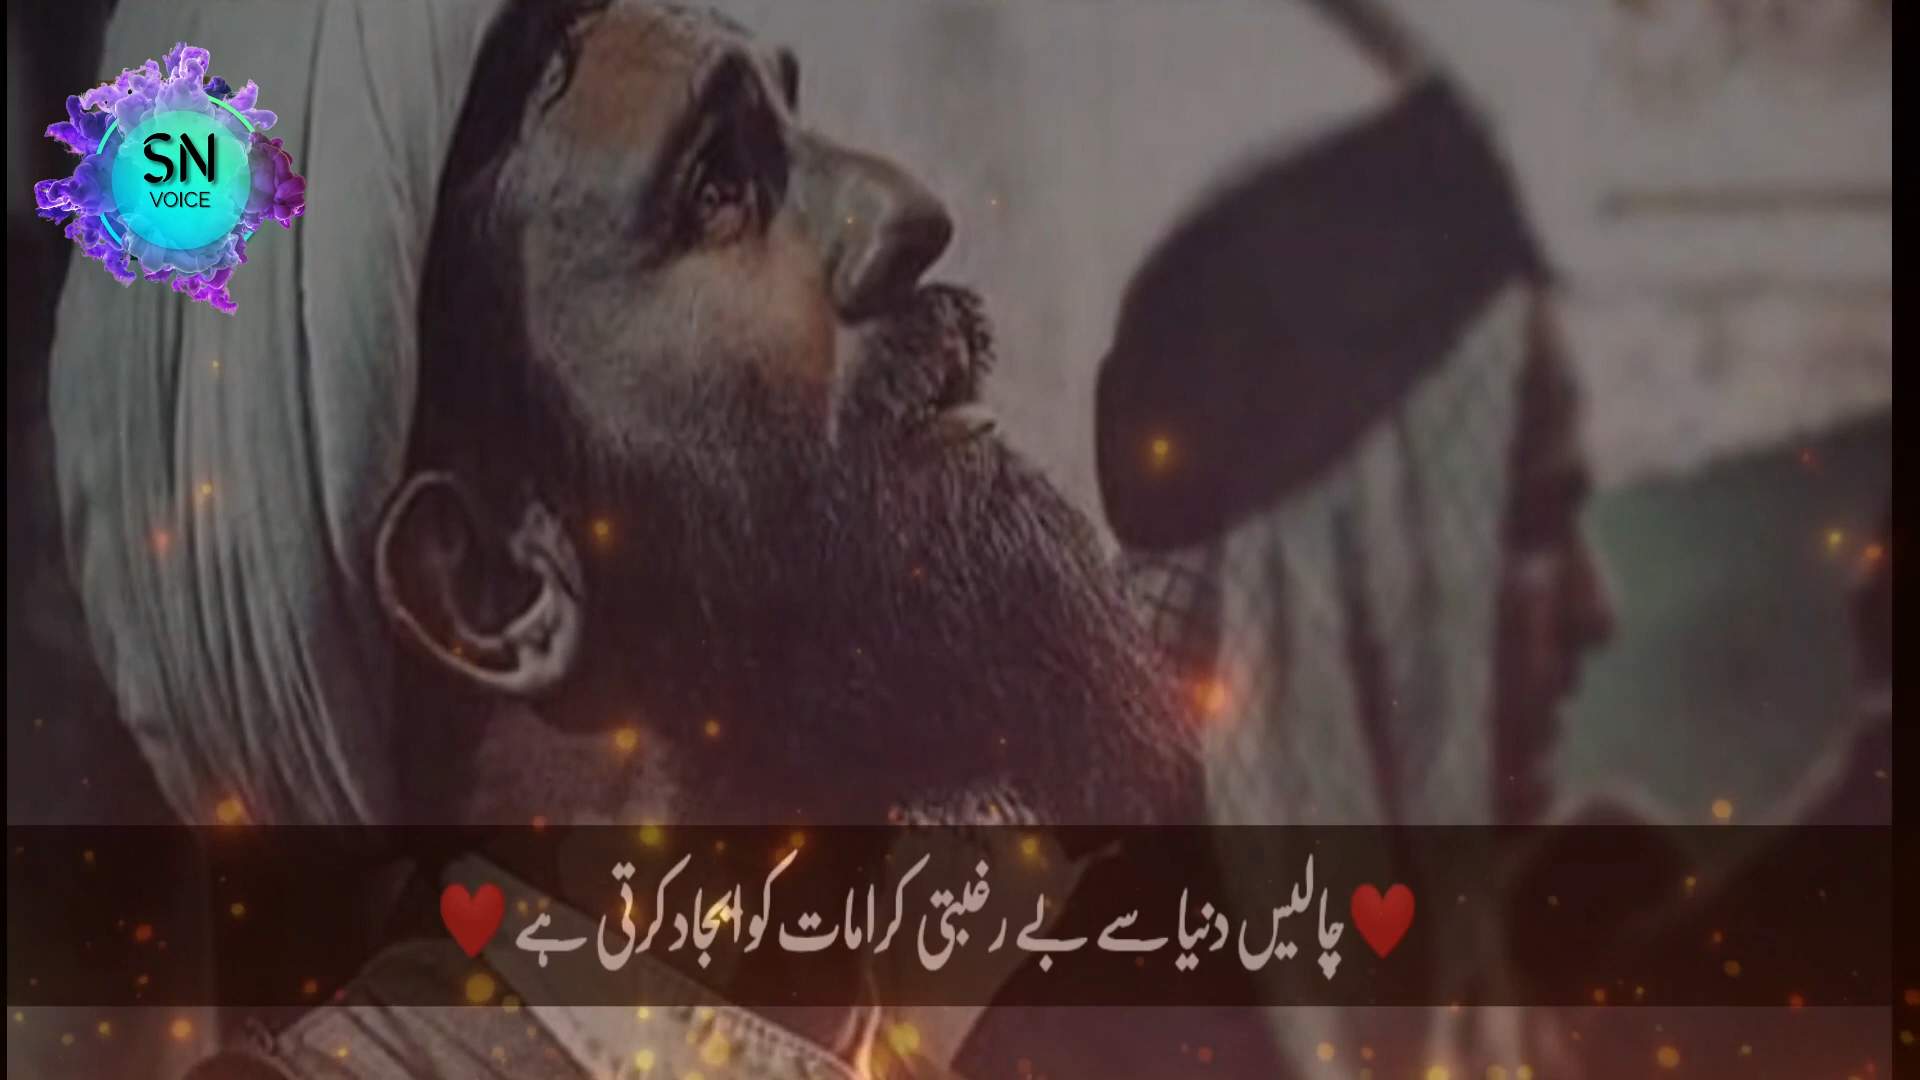 SN
VOICE
❤️چالیس دنیا سے بے رغبتی کرامات کو ایجاد کرتی ہے❤️